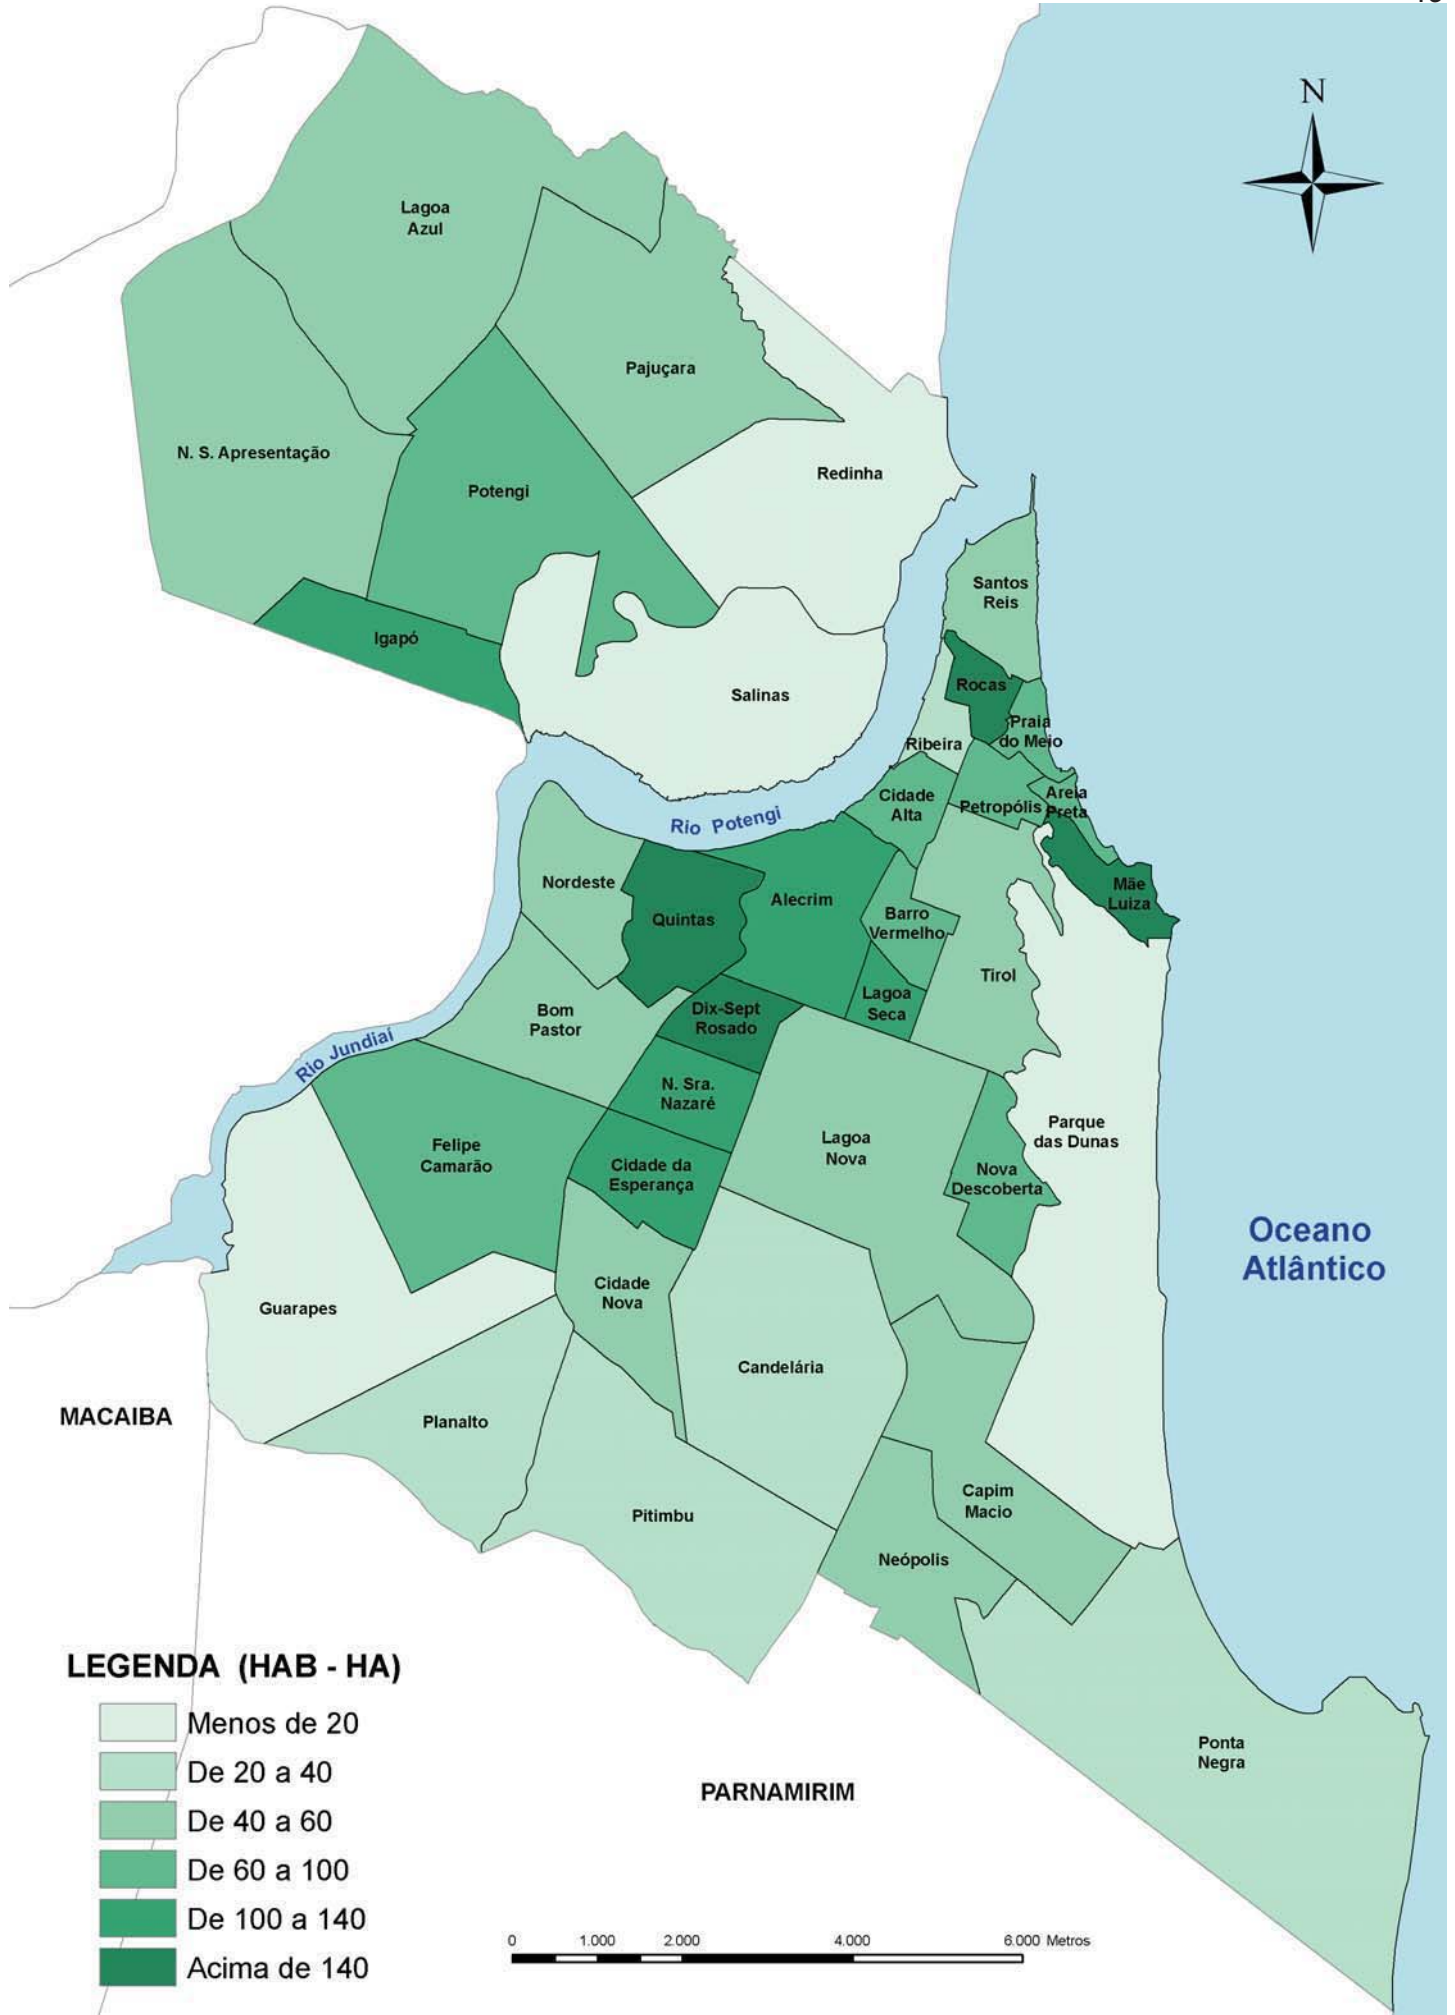 N
Lagoa
Azul
Pajuçara
N. S. Apresentação
Redinha
Potengi
Santos
Reis
Igapó
Rocas
Salinas
Praia
do Meio
Ribeira
Cidade
Alta
Petropólis
Areia
Preta
Rio Potengi
Nordeste
Mãe
Luiza
Quintas
Alecrim
Barro
Vermelho
Tirol
Lagoa
Seca
Bom
Pastor
Dix-Sept
Rosado
Rio Jundiaí
N. Sra.
Nazaré
Parque
das Dunas
Felipe
Camarão
Lagoa
Nova
Cidade da
Esperança
Nova
Descoberta
Oceano
Atlântico
Cidade
Nova
Guarapes
Candelária
MACAIBA
Planalto
Capim
Macio
Pitimbu
Neópolis
LEGENDA (HAB - HA)
Menos de 20
De 20 a 40
De 40 a 60
De 60 a 100
De 100 a 140
Acima de 140
Ponta
Negra
PARNAMIRIM
0 1.000 2.000 4.000 6.000 Metros